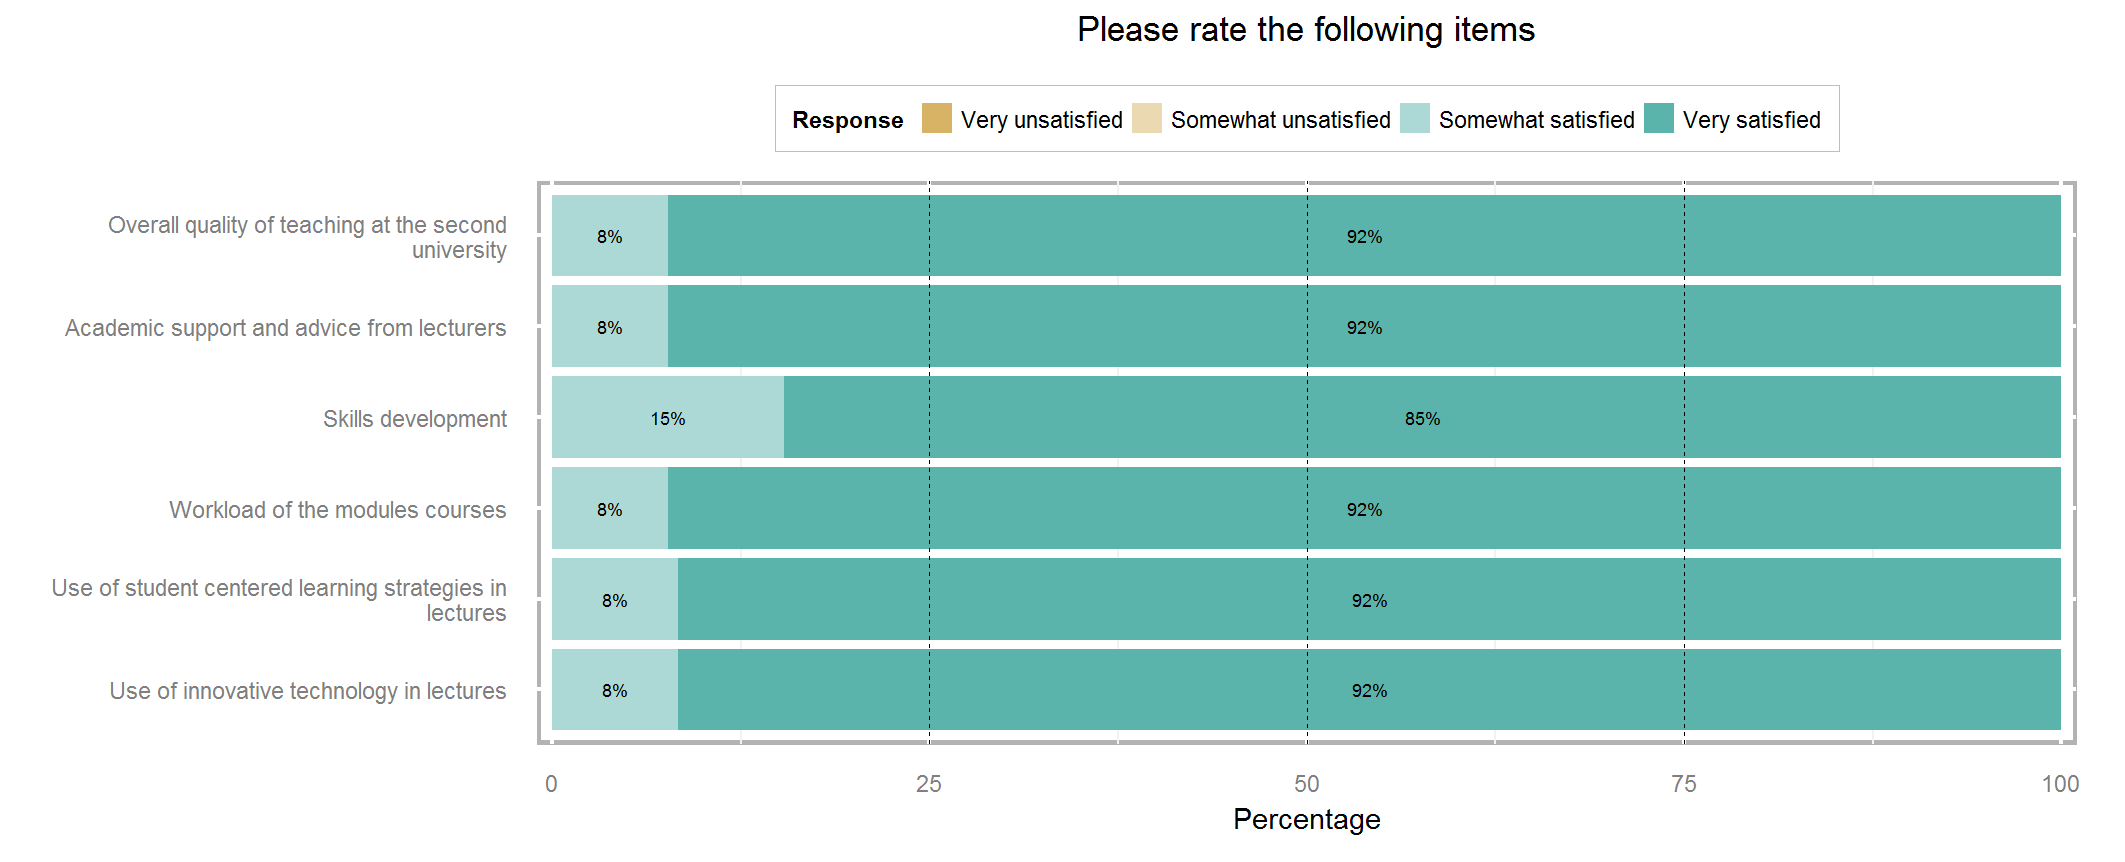 Please rate the following items
Response Very unsatisfied Somewhat unsatisfied Somewhat satisfied Very satisfied
Overall quality of teaching at the second
university
8% 92%
Academic support and advice from lecturers 8% 92%
Skills development 15% 85%
Workload of the modules courses 8% 92%
Use of student centered learning strategies in
lectures
8% 92%
Use of innovative technology in lectures 8% 92%
0 25 50 75 100
Percentage